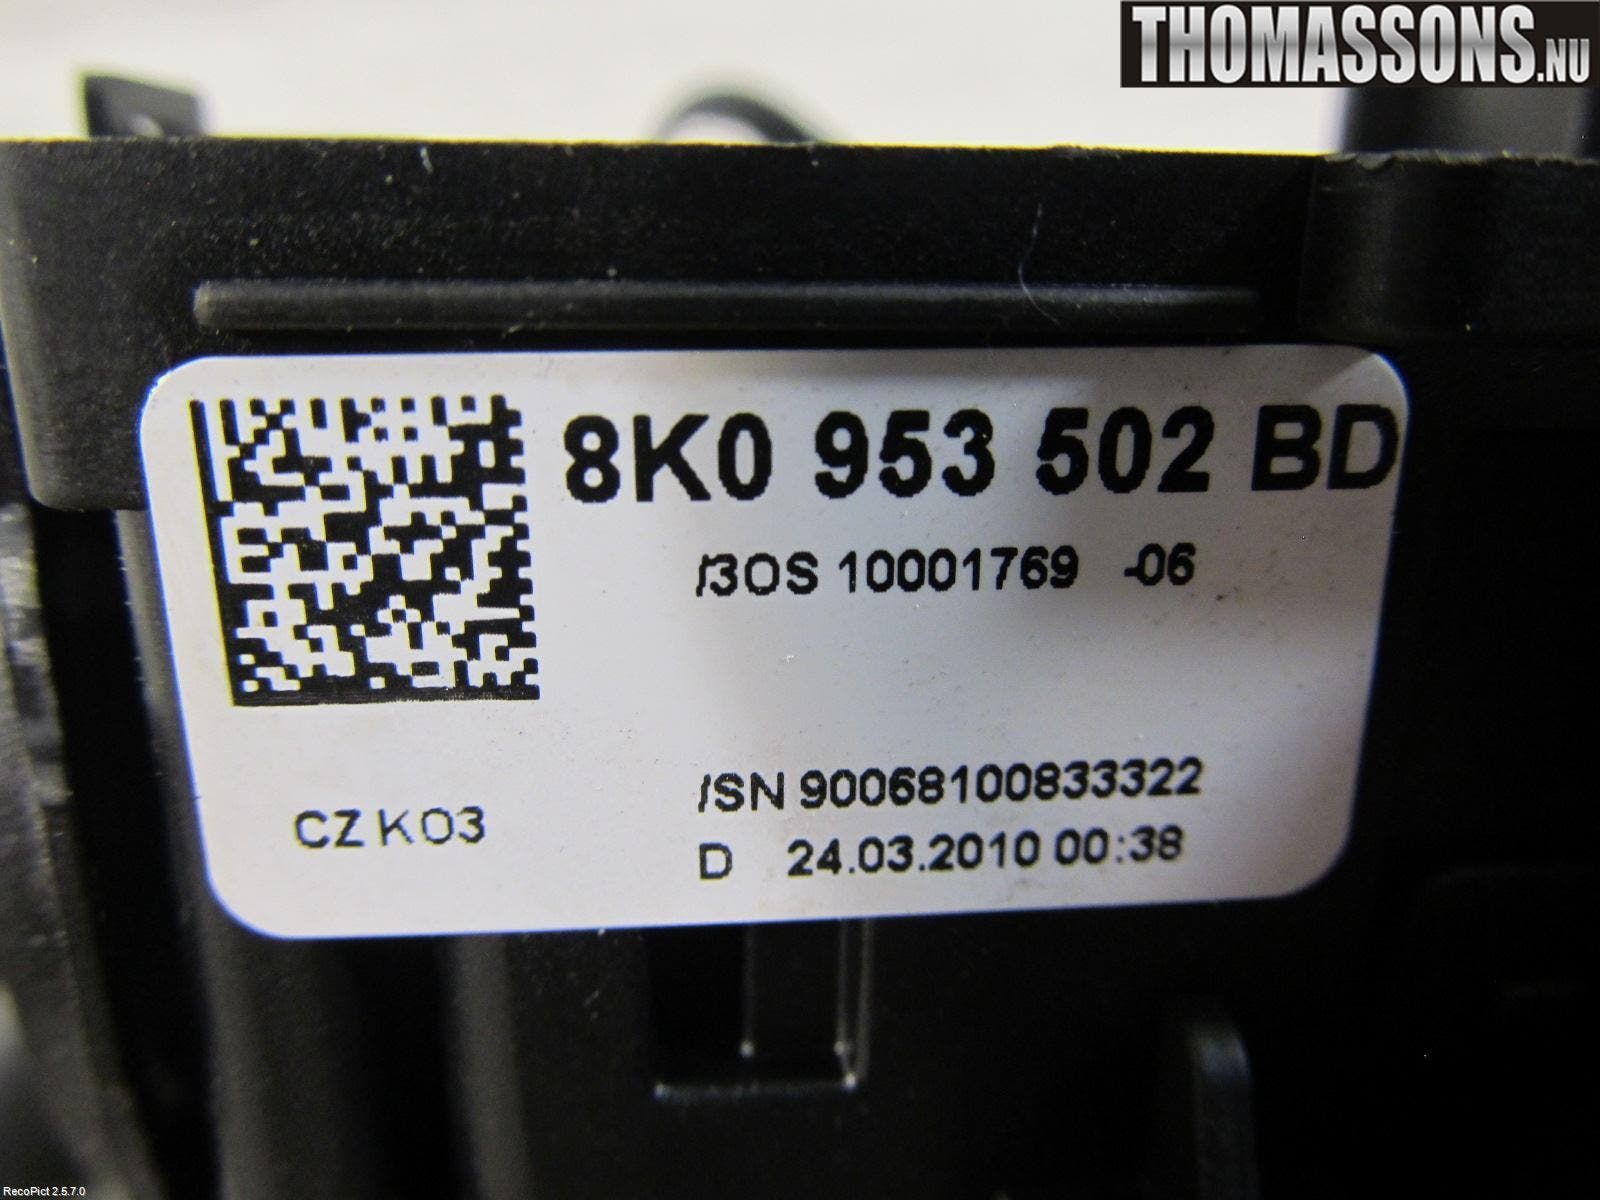 THOMASSONS.NU
8K0 953 502 BD
/3OS 10001769 -06
/SN 90068100833322
CZ K03
D 24.03.2010 00:38
RecoPict 2.5.7.0